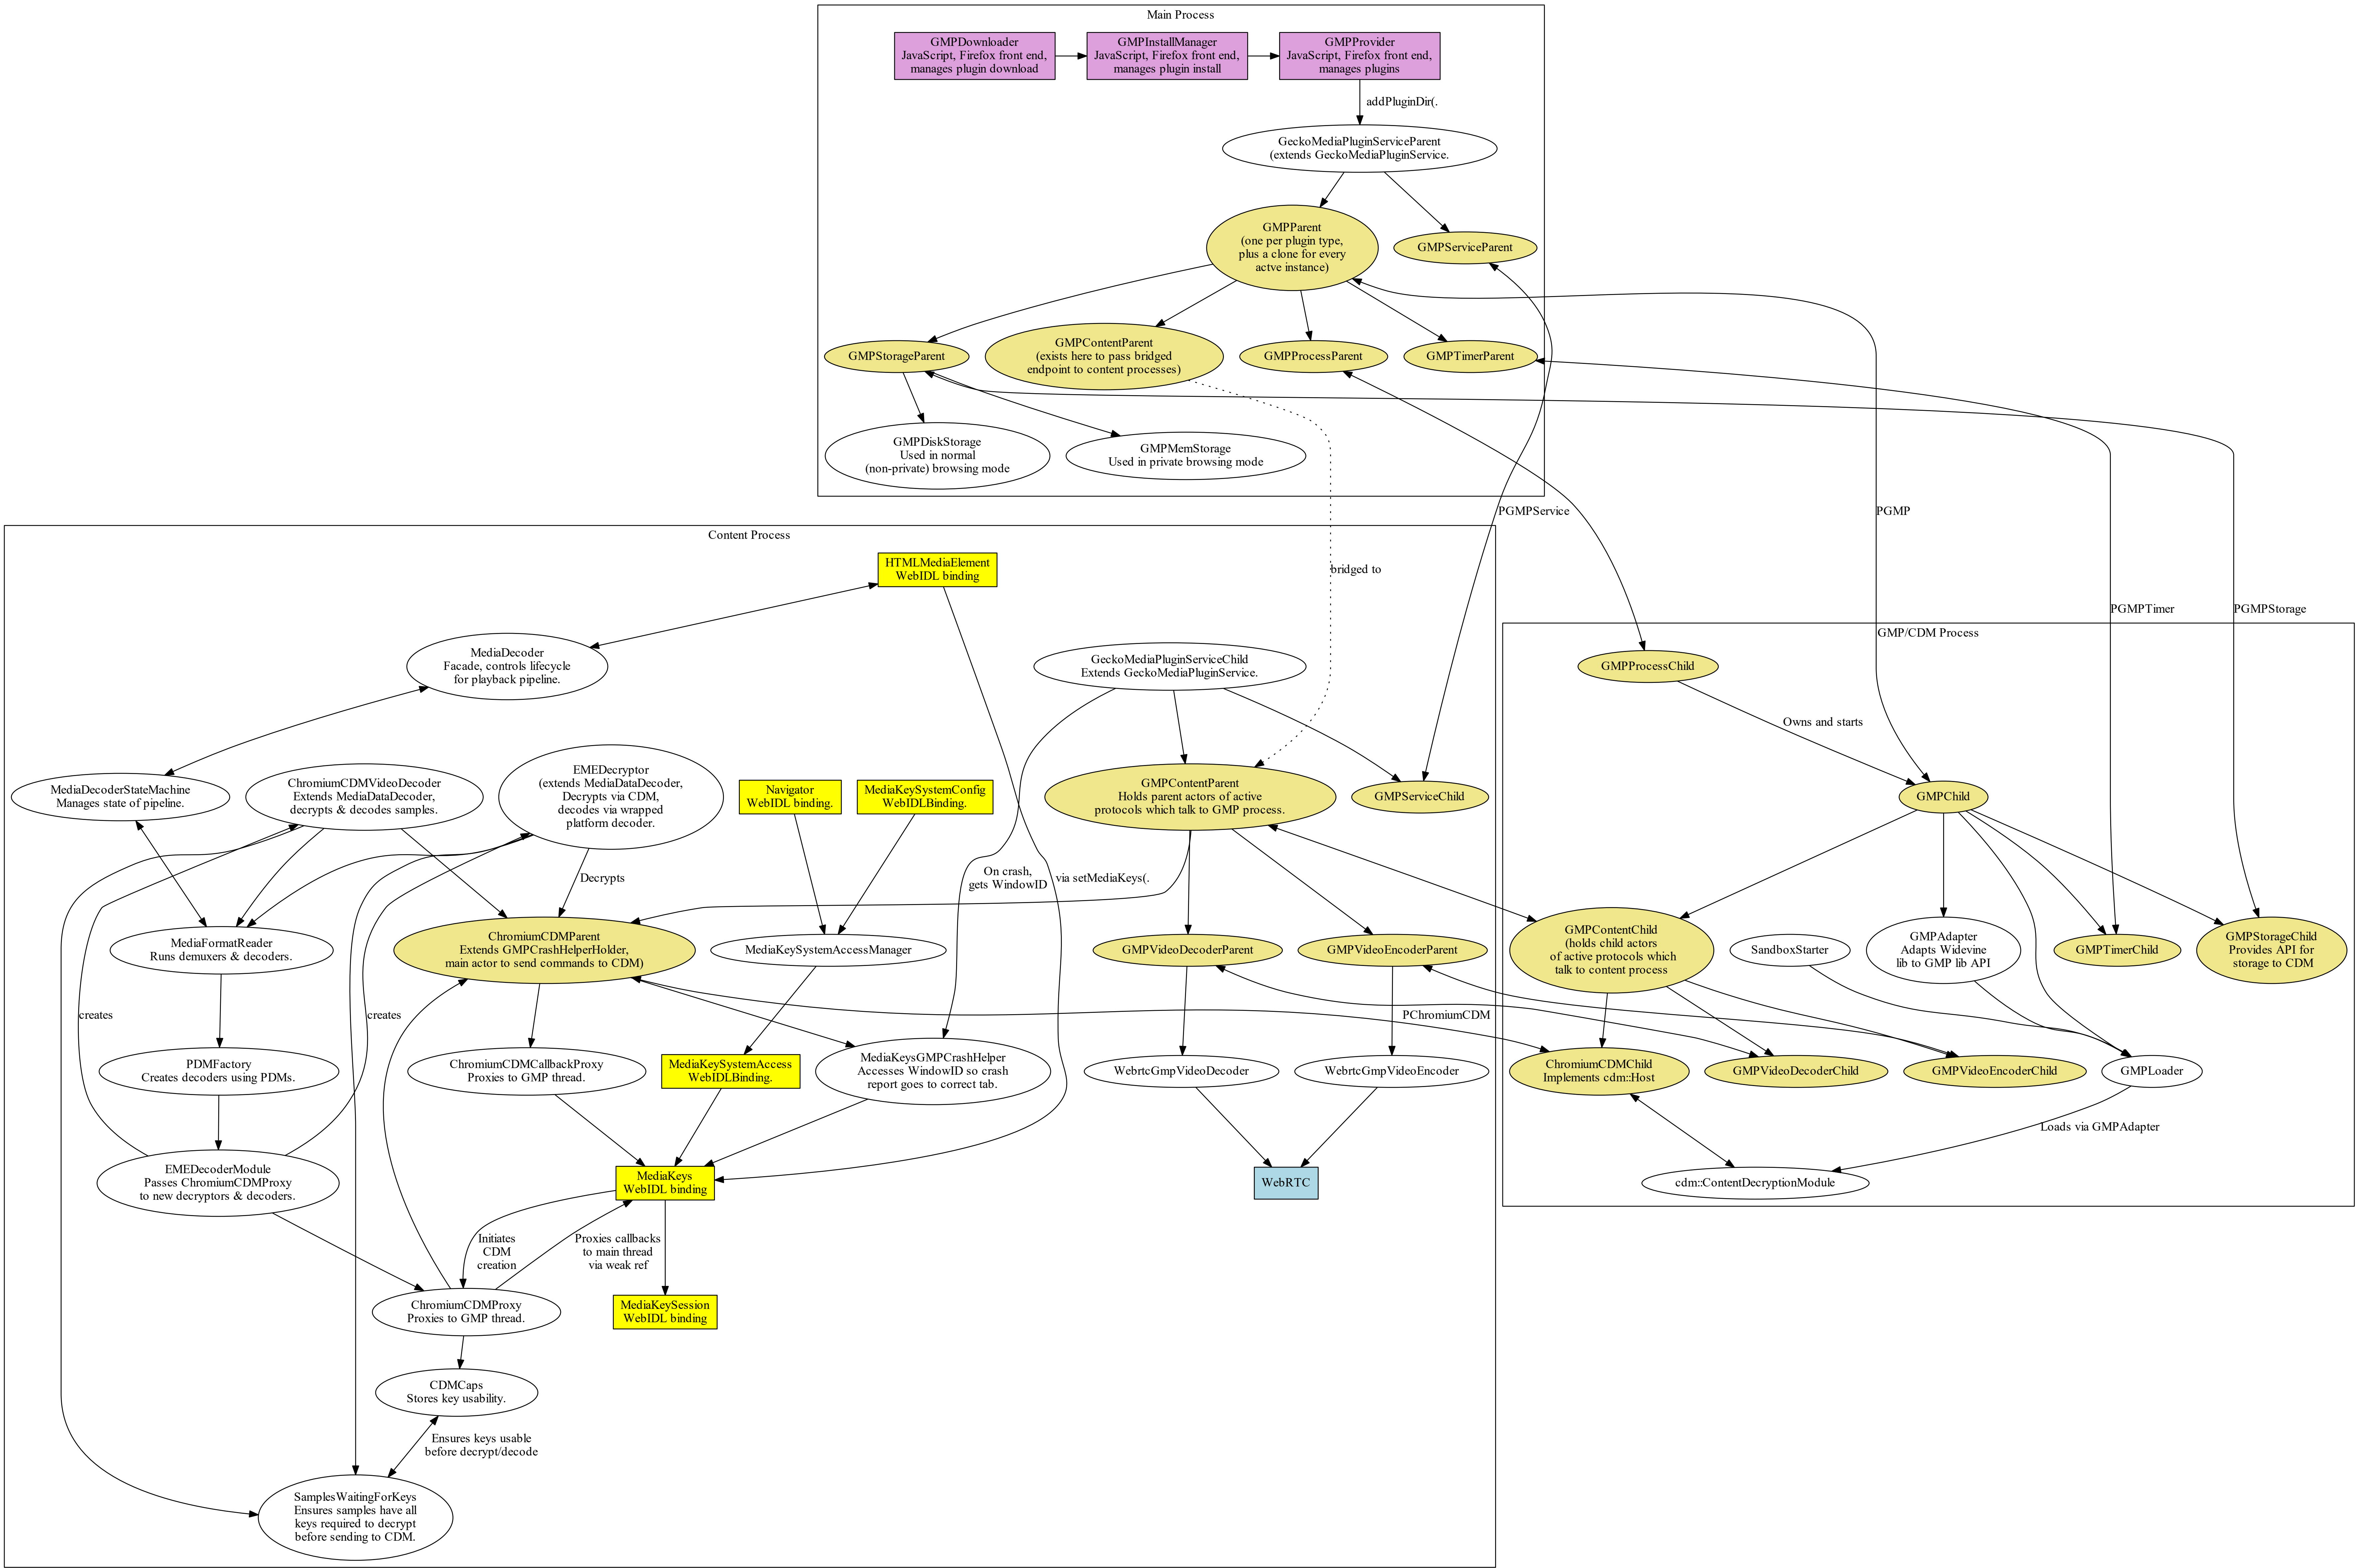 Main Process
GMPDownloader
JavaScript, Firefox front end,
manages plugin download
GMPInstallManager
JavaScript, Firefox front end,
manages plugin install
GMPProvider
JavaScript, Firefox front end,
manages plugins
addPluginDir(.
GeckoMediaPluginServiceParent
(extends GeckoMediaPluginService.
GMPParent
(one per plugin type,
plus a clone for every
actve instance)
GMPServiceParent
GMPStorageParent
GMPContentParent
(exists here to pass bridged
endpoint to content processes)
GMPProcessParent
GMPTimerParent
GMPDiskStorage
Used in normal
(non-private) browsing mode
GMPMemStorage
Used in private browsing mode
PGMPService
PGMP
bridged to
PGMPTimer
PGMPStorage
Content Process
HTMLMediaElement
WebIDL binding
MediaDecoder
Facade, controls lifecycle
for playback pipeline.
GeckoMediaPluginServiceChild
Extends GeckoMediaPluginService.
MediaDecoderStateMachine
Manages state of pipeline.
ChromiumCDMVideoDecoder
Extends MediaDataDecoder,
decrypts & decodes samples.
EMEDecryptor
(extends MediaDataDecoder,
Decrypts via CDM,
decodes via wrapped
platform decoder.
Navigator
WebIDL binding.
MediaKeySystemConfig
WebIDLBinding.
GMPContentParent
Holds parent actors of active
protocols which talk to GMP process.
GMPServiceChild
Decrypts
On crash,
gets WindowID
via setMediaKeys(.
MediaFormatReader
Runs demuxers & decoders.
ChromiumCDMParent
Extends GMPCrashHelperHolder,
main actor to send commands to CDM)
MediaKeySystemAccessManager
GMPVideoDecoderParent
GMPVideoEncoderParent
creates
creates
PChromiumCDM
PDMFactory
Creates decoders using PDMs.
ChromiumCDMCallbackProxy
Proxies to GMP thread.
MediaKeySystemAccess
WebIDLBinding.
MediaKeysGMPCrashHelper
Accesses WindowID so crash
report goes to correct tab.
WebrtcGmpVideoDecoder
WebrtcGmpVideoEncoder
EMEDecoderModule
Passes ChromiumCDMProxy
to new decryptors & decoders.
MediaKeys
WebIDL binding
WebRTC
Initiates
CDM
creation
Proxies callbacks
to main thread
via weak ref
ChromiumCDMProxy
Proxies to GMP thread.
MediaKeySession
WebIDL binding
CDMCaps
Stores key usability.
Ensures keys usable
before decrypt/decode
SamplesWaitingForKeys
Ensures samples have all
keys required to decrypt
before sending to CDM.
GMP/CDM Process
GMPProcessChild
Owns and starts
GMPChild
GMPContentChild
(holds child actors
of active protocols which
talk to content process
SandboxStarter
GMPAdapter
Adapts Widevine
lib to GMP lib API
GMPTimerChild
GMPStorageChild
Provides API for
storage to CDM
ChromiumCDMChild
Implements cdm::Host
GMPVideoDecoderChild
GMPVideoEncoderChild
GMPLoader
Loads via GMPAdapter
cdm::ContentDecryptionModule